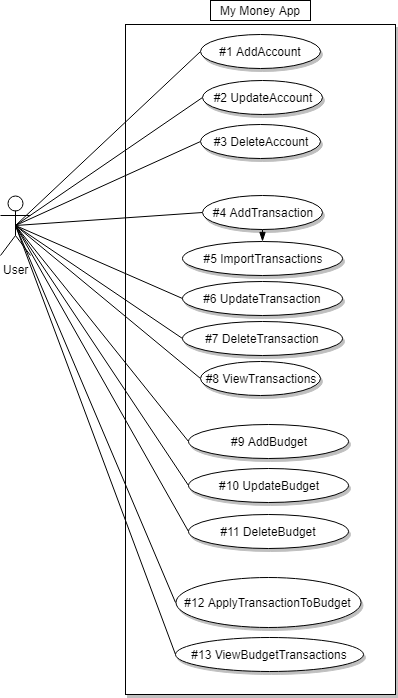 My Money App
#1 AddAccount
#2 UpdateAccount
#3 DeleteAccount
#4 AddTransaction
#5 ImportTransactions
User
#6 UpdateTransaction
#7 DeleteTransaction
#8 ViewTransactions
#9 AddBudget
#10 UpdateBudget
#11 DeleteBudget
#12 ApplyTransactionToBudget
#13 ViewBudgetTransactions